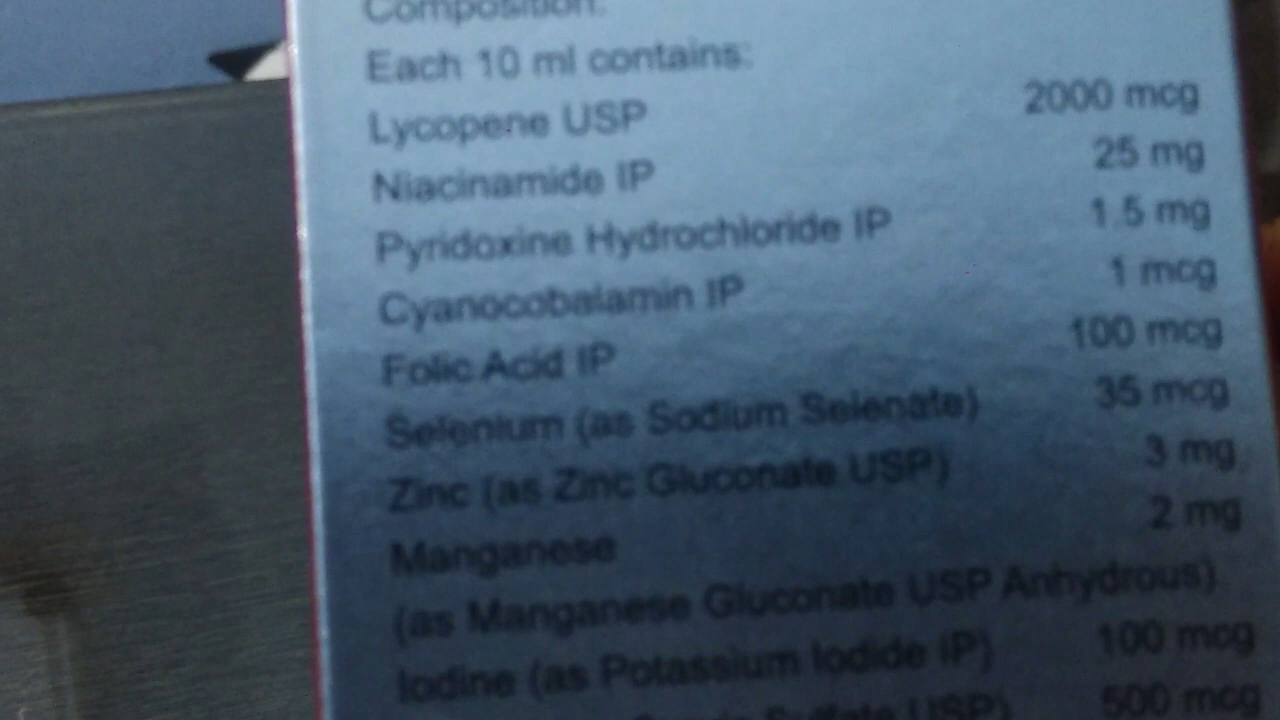 Composition:
Each 10 ml contains:
Lycopene USP 2000 mcg
Niacinamide IP 25 mg
Pyridoxine Hydrochloride IP 1.5 mg
Cyanocobalamin IP 1 mcg
Folic Acid IP 100 mcg
Selenium (as Sodium Selenate) 35 mcg
Zinc (as Zinc Gluconate USP) 3 mg
Manganese 2 mg
(as Manganese Gluconate USP Anhydrous)
Iodine (as Potassium Iodide IP) 100 mcg
Sulfate USP) 500 mcg